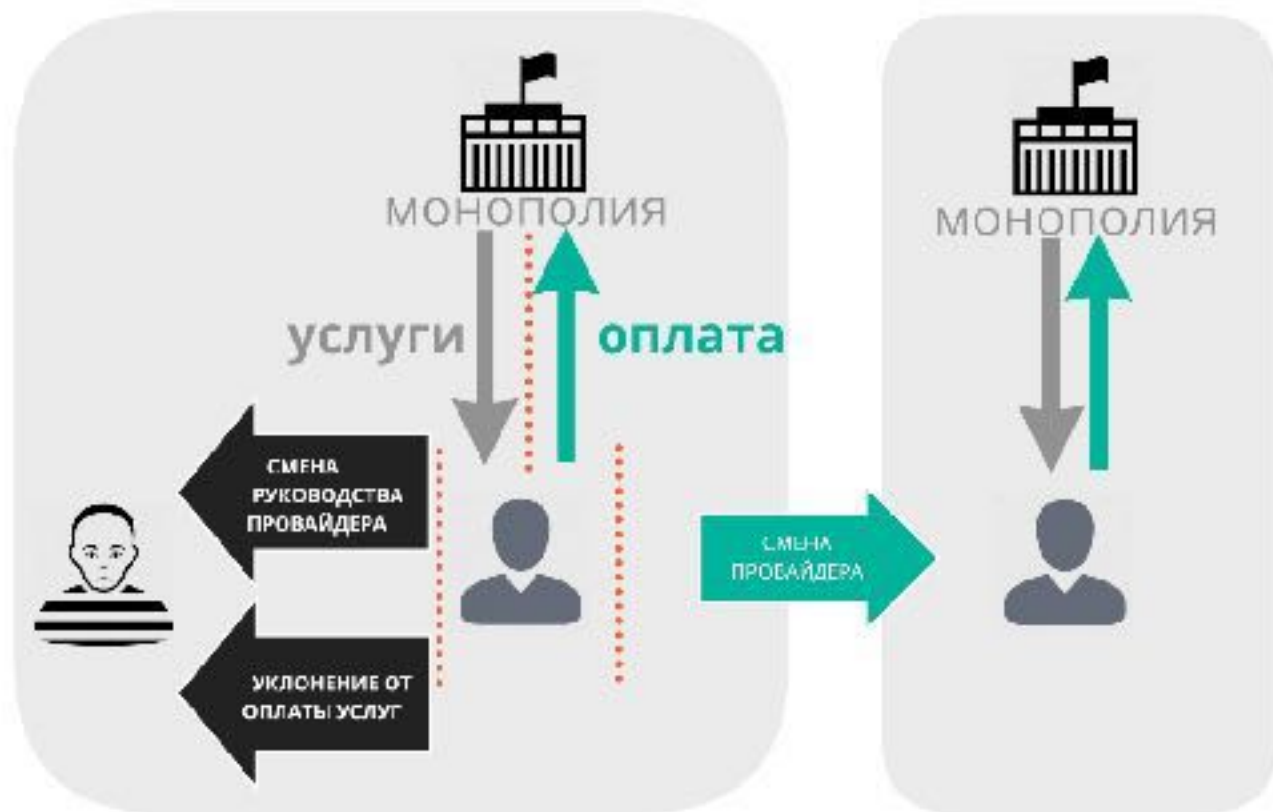 МОНОПОЛИЯ
МОНОПОЛИЯ
услуги
оплата
СМЕНА
РУКОВОДСТВА
ПРОВАЙДЕРА
СМЕНА
ПРОВАЙДЕРА
УКЛОНЕНИЕ ОТ
ОПЛАТЫ УСЛУГ